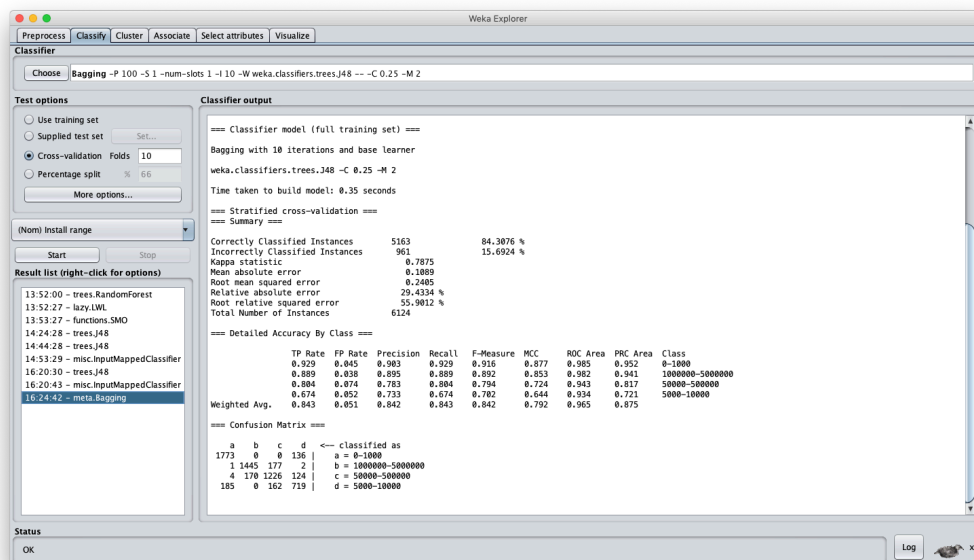 Weka Explorer
Preprocess Classify Cluster Associate Select attributes Visualize
Classifier
Choose Bagging -P 100 -S 1 -num-slots 1 -I 10 -W weka.classifiers.trees.J48 -- -C 0.25 -M 2
Test options
Use training set
Supplied test set Set...
Cross-validation Folds 10
Percentage split % 66
More options...
(Nom) Install range
Start Stop
Result list (right-click for options)
13:52:00 - trees.RandomForest
13:52:27 - lazy.LWL
13:53:27 - functions.SMO
14:24:28 - trees.J48
14:44:28 - trees.J48
14:53:29 - misc.InputMappedClassifier
16:20:30 - trees.J48
16:20:43 - misc.InputMappedClassifier
16:24:42 - meta.Bagging
Classifier output
=== Classifier model (full training set) ===
Bagging with 10 iterations and base learner
weka.classifiers.trees.J48 -C 0.25 -M 2
Time taken to build model: 0.35 seconds
=== Stratified cross-validation ===
=== Summary ===
Correctly Classified Instances 5163 84.3076 %
Incorrectly Classified Instances 961 15.6924 %
Kappa statistic 0.7875
Mean absolute error 0.1089
Root mean squared error 0.2405
Relative absolute error 29.4334 %
Root relative squared error 55.9012 %
Total Number of Instances 6124
=== Detailed Accuracy By Class ===
TP Rate FP Rate Precision Recall F-Measure MCC ROC Area PRC Area Class
0.929 0.045 0.903 0.929 0.916 0.877 0.985 0.952 0-1000
0.889 0.038 0.895 0.889 0.892 0.853 0.982 0.941 1000000-5000000
0.804 0.074 0.783 0.804 0.794 0.724 0.943 0.817 50000-500000
0.674 0.052 0.733 0.674 0.702 0.644 0.934 0.721 5000-10000
Weighted Avg. 0.843 0.051 0.842 0.843 0.842 0.792 0.965 0.875
=== Confusion Matrix ===
a b c d <-- classified as
1773 0 0 136 | a = 0-1000
1 1445 177 2 | b = 1000000-5000000
4 170 1226 124 | c = 50000-500000
185 0 162 719 | d = 5000-10000
Status
OK
Log
x